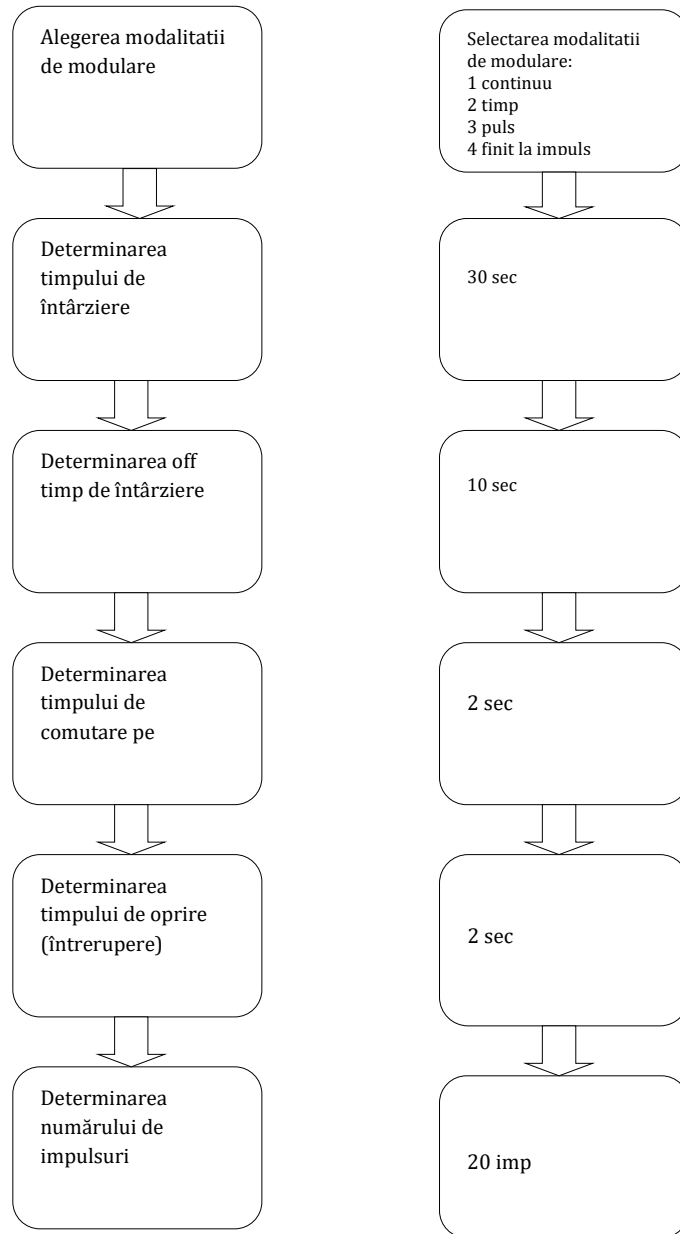 Alegerea modalitatii
de modulare
Selectarea modalitatii
de modulare:
1 continuu
2 timp
3 puls
4 finit la impuls
Determinarea
timpului de
întârziere
30 sec
Determinarea off
timp de întârziere
10 sec
Determinarea
timpului de
comutare pe
2 sec
Determinarea
timpului de oprire
(întrerupere)
2 sec
Determinarea
numărului de
impulsuri
20 imp